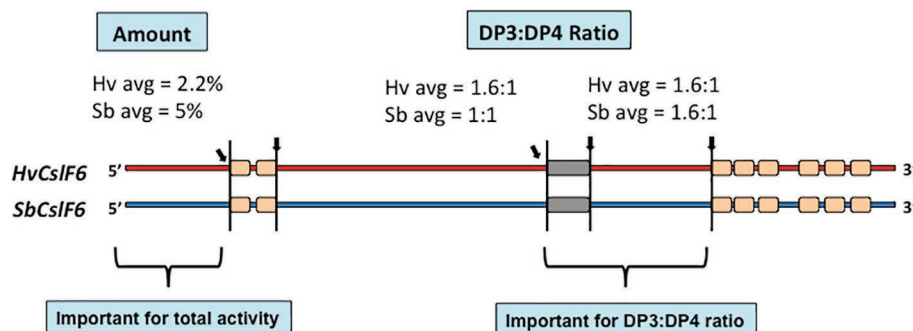 Amount
DP3:DP4 Ratio
Hv avg = 2.2%
Sb avg = 5%
Hv avg = 1.6:1
Sb avg = 1:1
Hv avg = 1.6:1
Sb avg = 1.6:1
HvCslF6 5’ 3
SbCslF6 5’ 3
Important for total activity
Important for DP3:DP4 ratio